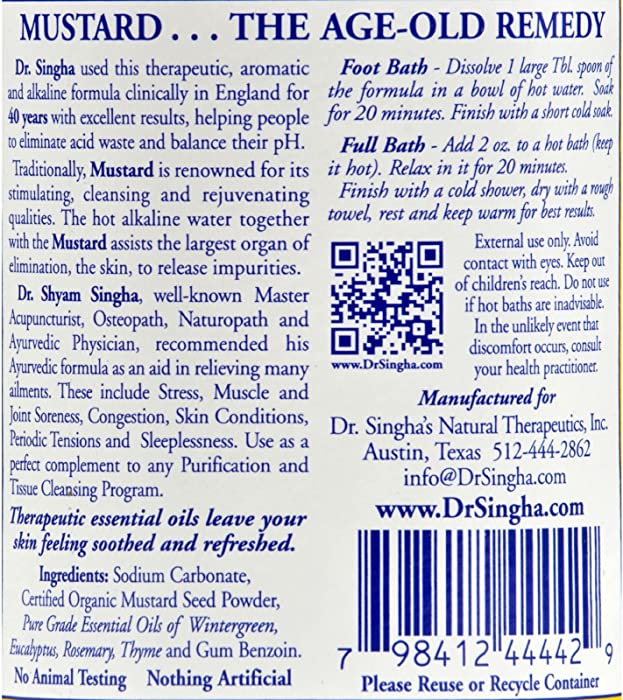 MUSTARD . . . THE AGE-OLD REMEDY
Dr. Singha used this therapeutic, aromatic
and alkaline formula clinically in England for
40 years with excellent results, helping people
to eliminate acid waste and balance their pH.
Traditionally, Mustard is renowned for its
stimulating, cleansing and rejuvenating
qualities. The hot alkaline water together
with the Mustard assists the largest organ of
elimination, the skin, to release impurities.
Dr. Shyam Singha, well-known Master
Acupuncturist, Osteopath, Naturopath and
Ayurvedic Physician, recommended his
Ayurvedic formula as an aid in relieving many
ailments. These include Stress, Muscle and
Joint Soreness, Congestion, Skin Conditions,
Periodic Tensions and Sleeplessness. Use as a
perfect complement to any Purification and
Tissue Cleansing Program.
Therapeutic essential oils leave your
skin feeling soothed and refreshed.
Ingredients: Sodium Carbonate,
Certified Organic Mustard Seed Powder,
Pure Grade Essential Oils of Wintergreen,
Eucalyptus, Rosemary, Thyme and Gum Benzoin.
No Animal Testing Nothing Artificial
Foot Bath - Dissolve 1 large Tbl. spoon of
the formula in a bowl of hot water. Soak
for 20 minutes. Finish with a short cold soak.
Full Bath - Add 2 oz. to a hot bath (keep
it hot). Relax in it for 20 minutes.
Finish with a cold shower, dry with a rough
towel, rest and keep warm for best results.
External use only. Avoid
contact with eyes. Keep out
of children's reach. Do not use
if hot baths are inadvisable.
In the unlikely event that
discomfort occurs, consult
your health practitioner.
www.DrSingha.com
Manufactured for
Dr. Singha's Natural Therapeutics, Inc.
Austin, Texas 512-444-2862
info@DrSingha.com
www.DrSingha.com
7 98412 44442 9
Please Reuse or Recycle Container